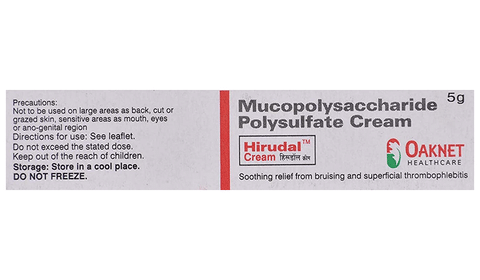 Precautions:
Not to be used on large areas as back, cut or
grazed skin, sensitive areas as mouth, eyes
or ano-genital region
Directions for use: See leaflet.
Do not exceed the stated dose.
Keep out of the reach of children.
Storage: Store in a cool place.
DO NOT FREEZE.
Mucopolysaccharide 5g
Polysulfate Cream
Hirudal™
Cream हिरुडॉल क्रीम
OAKNET
HEALTHCARE
Soothing relief from bruising and superficial thrombophlebitis